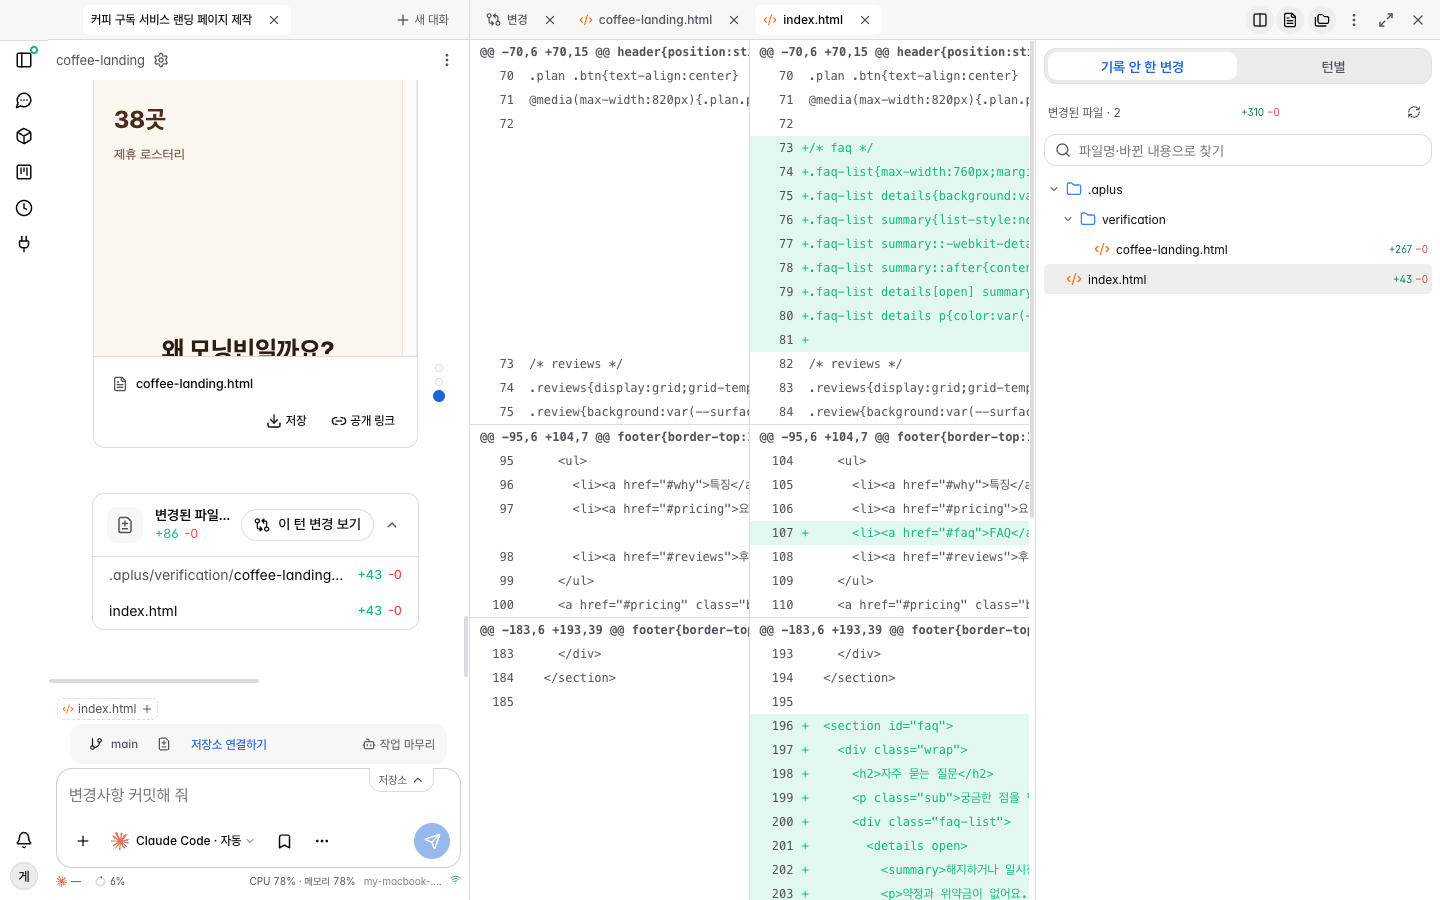 커피 구독 서비스 랜딩 페이지 제작
새 대화
변경
coffee-landing.html
index.html
coffee-landing
38곳
제휴 로스터리
왜 모닝빈일까요?
coffee-landing.html
저장
공개 링크
변경된 파일...
+86 -0
이 턴 변경 보기
.aplus/verification/coffee-landing... +43 -0
index.html +43 -0
index.html
main
저장소 연결하기
작업 마무리
저장소
변경사항 커밋해 줘
Claude Code · 자동
6%
CPU 78% · 메모리 78%
my-macbook-....
게
@@ -70,6 +70,15 @@ header{position:sti
70 .plan .btn{text-align:center}
71 @media(max-width:820px){.plan.p
72
73 /* reviews */
74 .reviews{display:grid;grid-temp
75 .review{background:var(--surfac
@@ -95,6 +104,7 @@ footer{border-top:1
95 <ul>
96 <li><a href="#why">특징</a
97 <li><a href="#pricing">요
98 <li><a href="#reviews">후
99 </ul>
100 <a href="#pricing" class="b
@@ -183,6 +193,39 @@ footer{border-top
183 </div>
184 </section>
185
@@ -70,6 +70,15 @@ header{position:sti
70 .plan .btn{text-align:center}
71 @media(max-width:820px){.plan.p
72
73 +/* faq */
74 +.faq-list{max-width:760px;margi
75 +.faq-list details{background:va
76 +.faq-list summary{list-style:no
77 +.faq-list summary::-webkit-deta
78 +.faq-list summary::after{conten
79 +.faq-list details[open] summary
80 +.faq-list details p{color:var(-
81 +
82 /* reviews */
83 .reviews{display:grid;grid-temp
84 .review{background:var(--surfac
@@ -95,6 +104,7 @@ footer{border-top:1
104 <ul>
105 <li><a href="#why">특징</a
106 <li><a href="#pricing">요
107 + <li><a href="#faq">FAQ</a
108 <li><a href="#reviews">후
109 </ul>
110 <a href="#pricing" class="b
@@ -183,6 +193,39 @@ footer{border-top
193 </div>
194 </section>
195
196 + <section id="faq">
197 + <div class="wrap">
198 + <h2>자주 묻는 질문</h2>
199 + <p class="sub">궁금한 점을
200 + <div class="faq-list">
201 + <details open>
202 + <summary>해지하거나 일시정
203 + <p>약정과 위약금이 없어요.
기록 안 한 변경
턴별
변경된 파일 · 2
+310 -0
파일명·바뀐 내용으로 찾기
.aplus
verification
coffee-landing.html +267 -0
index.html +43 -0